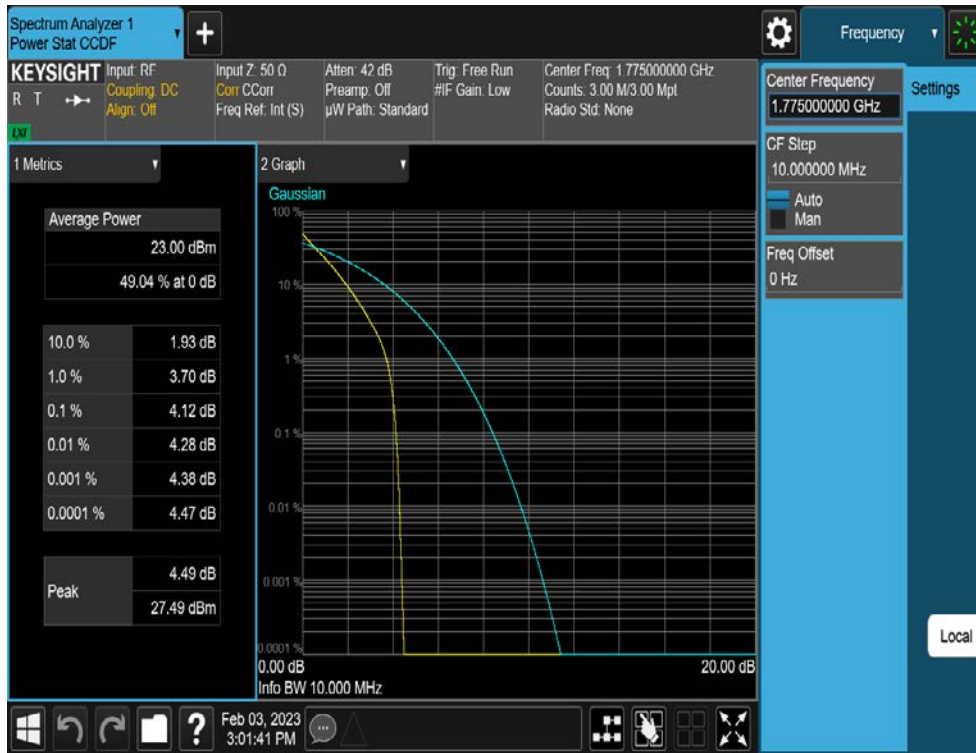 Spectrum Analyzer 1
Power Stat CCDF
+
Frequency
KEYSIGHT
R T
LXI
Input: RF
Coupling: DC
Align: Off
Input Z: 50 Ω
Corr CCorr
Freq Ref: Int (S)
Atten: 42 dB
Preamp: Off
µW Path: Standard
Trig: Free Run
#IF Gain: Low
Center Freq: 1.775000000 GHz
Counts: 3.00 M/3.00 Mpt
Radio Std: None
Center Frequency
1.775000000 GHz
Settings
CF Step
10.000000 MHz
Auto
Man
Freq Offset
0 Hz
1 Metrics
Average Power
23.00 dBm
49.04 % at 0 dB
10.0 % 1.93 dB
1.0 % 3.70 dB
0.1 % 4.12 dB
0.01 % 4.28 dB
0.001 % 4.38 dB
0.0001 % 4.47 dB
Peak 4.49 dB
27.49 dBm
2 Graph
Gaussian
100 %
10 %
1 %
0.1 %
0.01 %
0.001 %
0.0001 %
0.00 dB 20.00 dB
Info BW 10.000 MHz
Local
?
Feb 03, 2023
3:01:41 PM